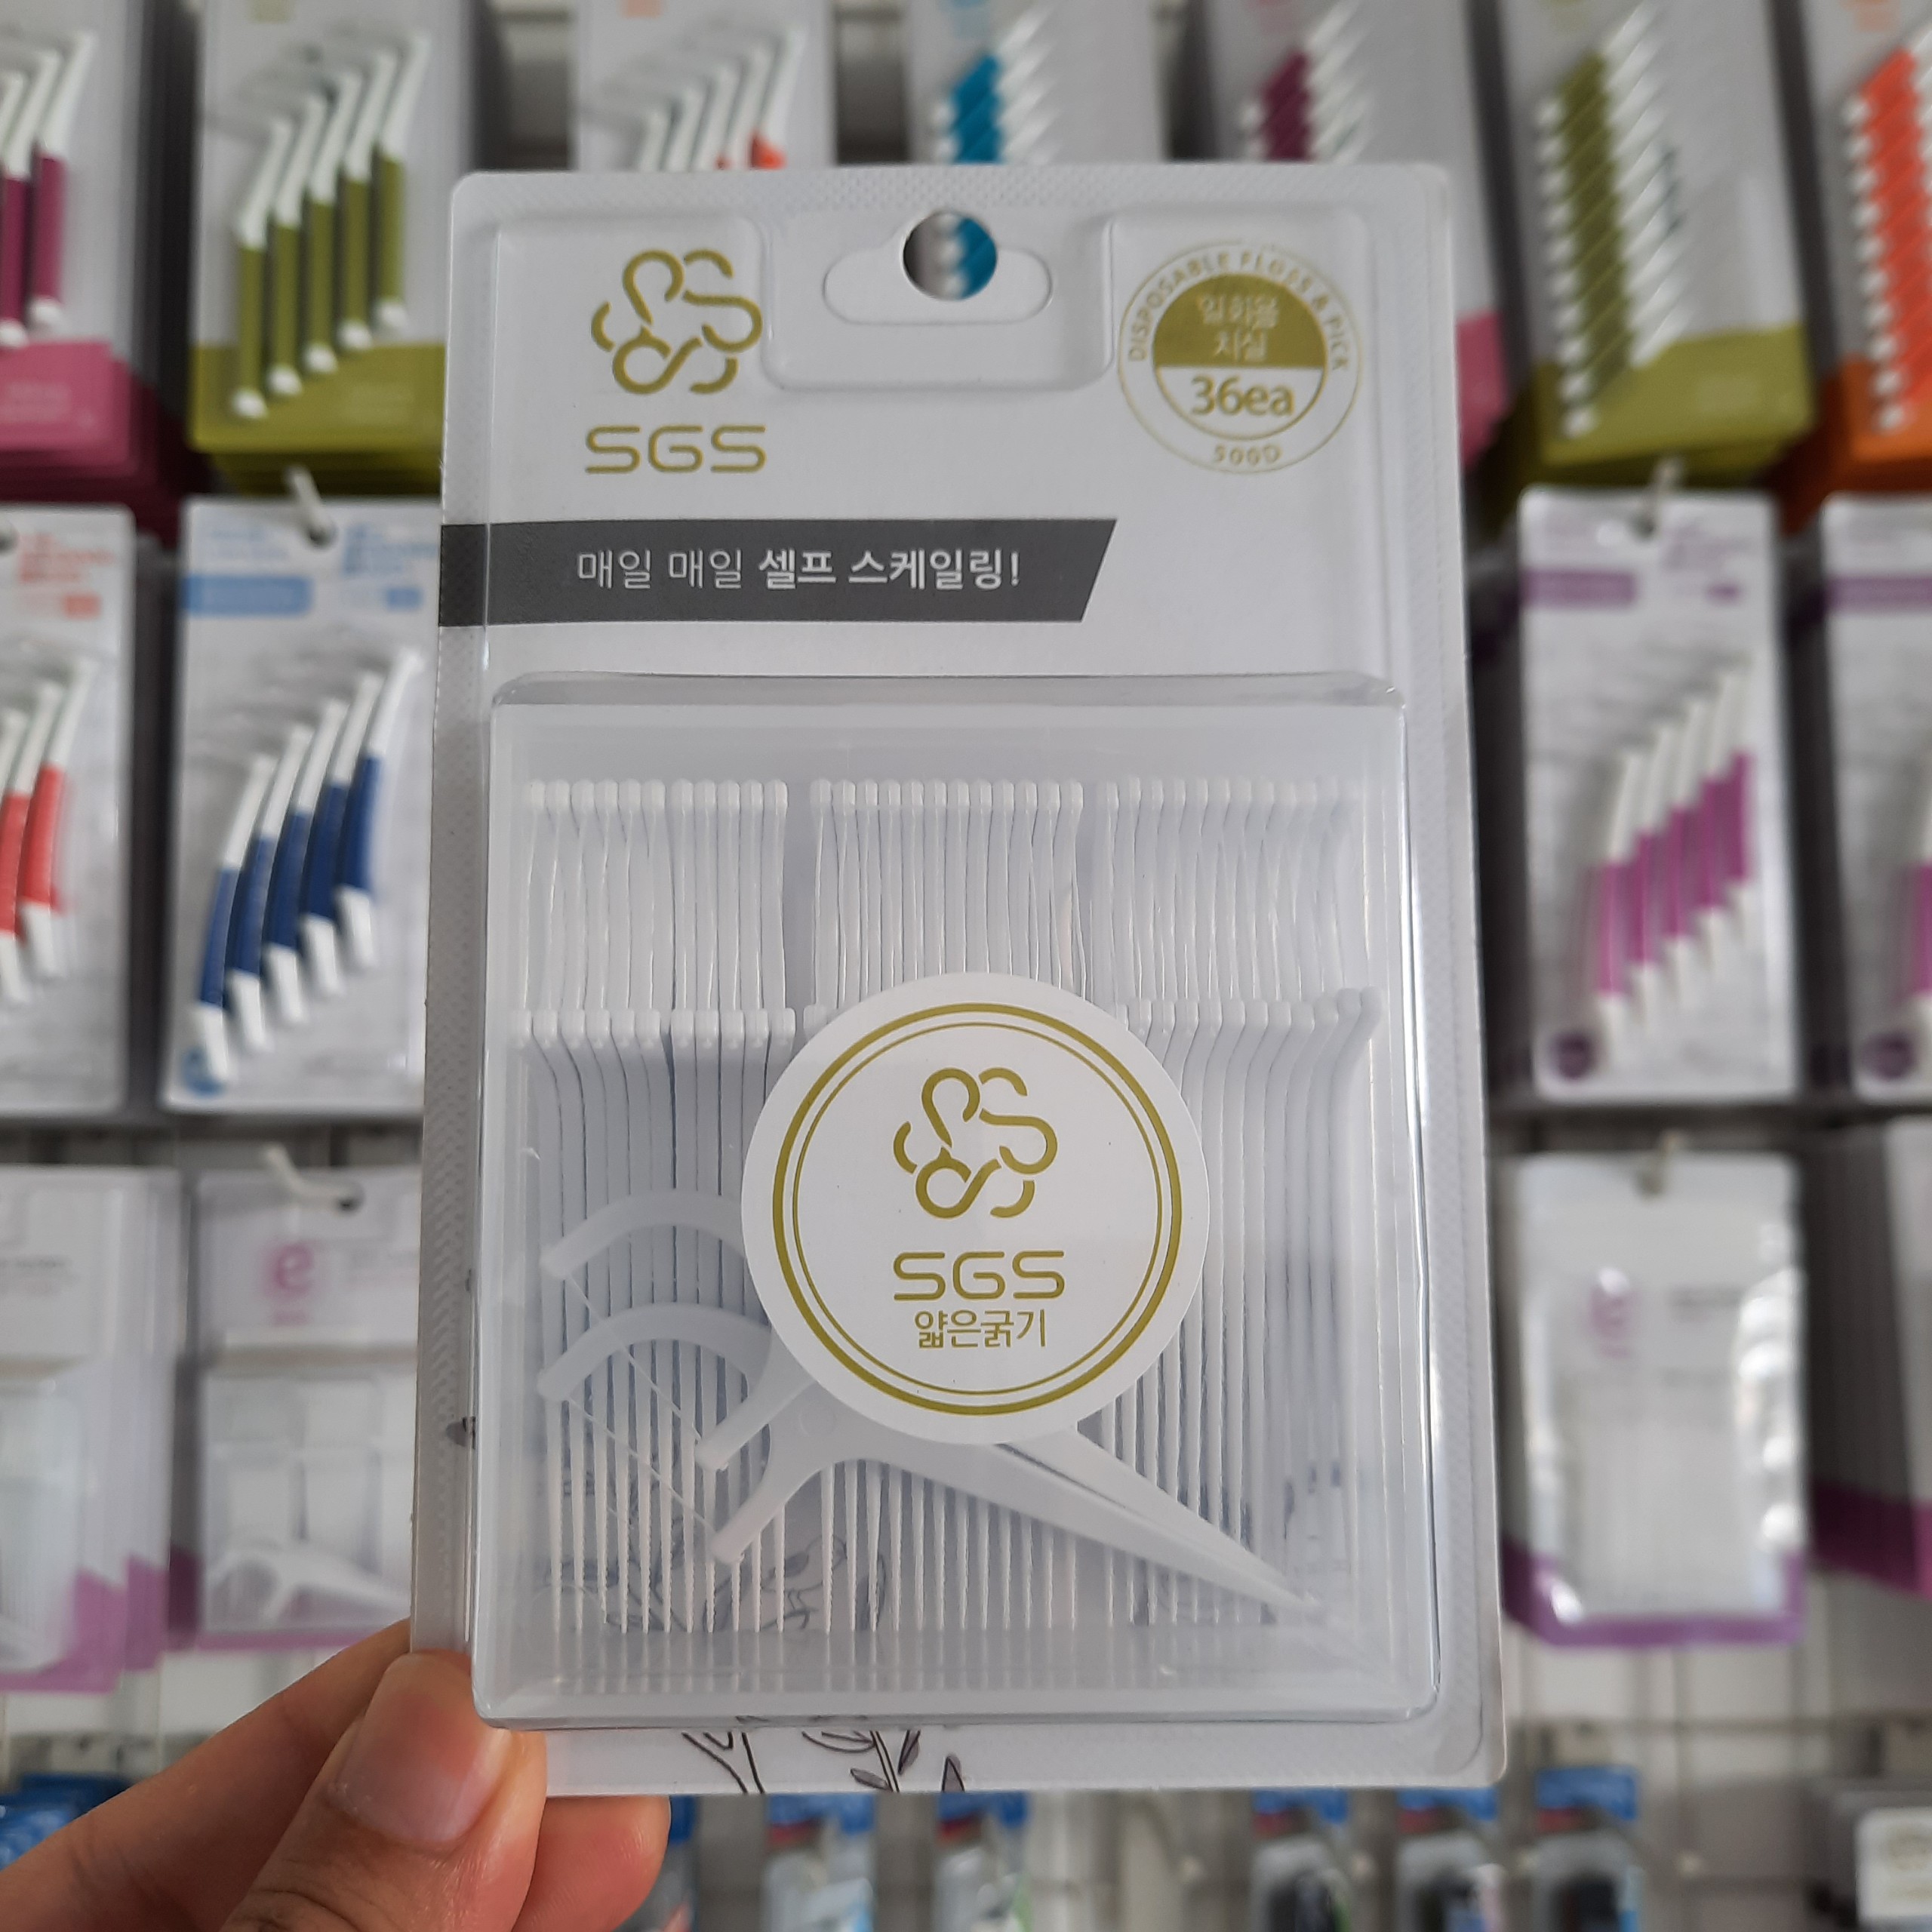 SGS
DISPOSABLE FLOSS & PICK
일회용
치실
36ea
500D
매일 매일 셀프 스케일링!
SGS
얇은굵기